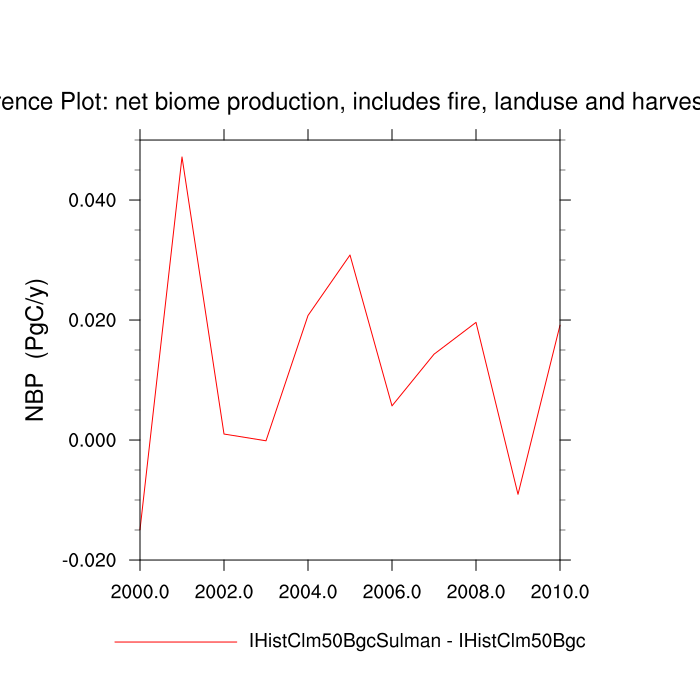 rence Plot: net biome production, includes fire, landuse and harves
0.040
0.020
0.000
-0.020
NBP (PgC/y)
2000.0 2002.0 2004.0 2006.0 2008.0 2010.0
IHistClm50BgcSulman - IHistClm50Bgc